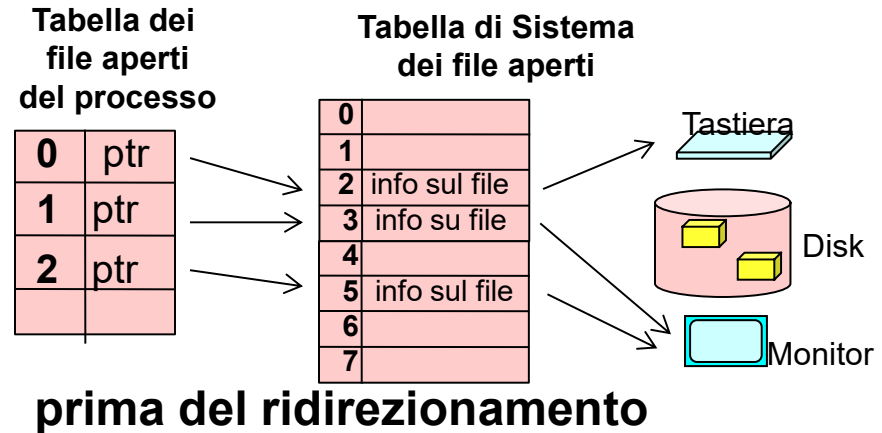 Tabella dei
file aperti
del processo
0 ptr
1 ptr
2 ptr
Tabella di Sistema
dei file aperti
0
1
2 info sul file
3 info su file
4
5 info sul file
6
7
Tastiera
Disk
Monitor
prima del ridirezionamento